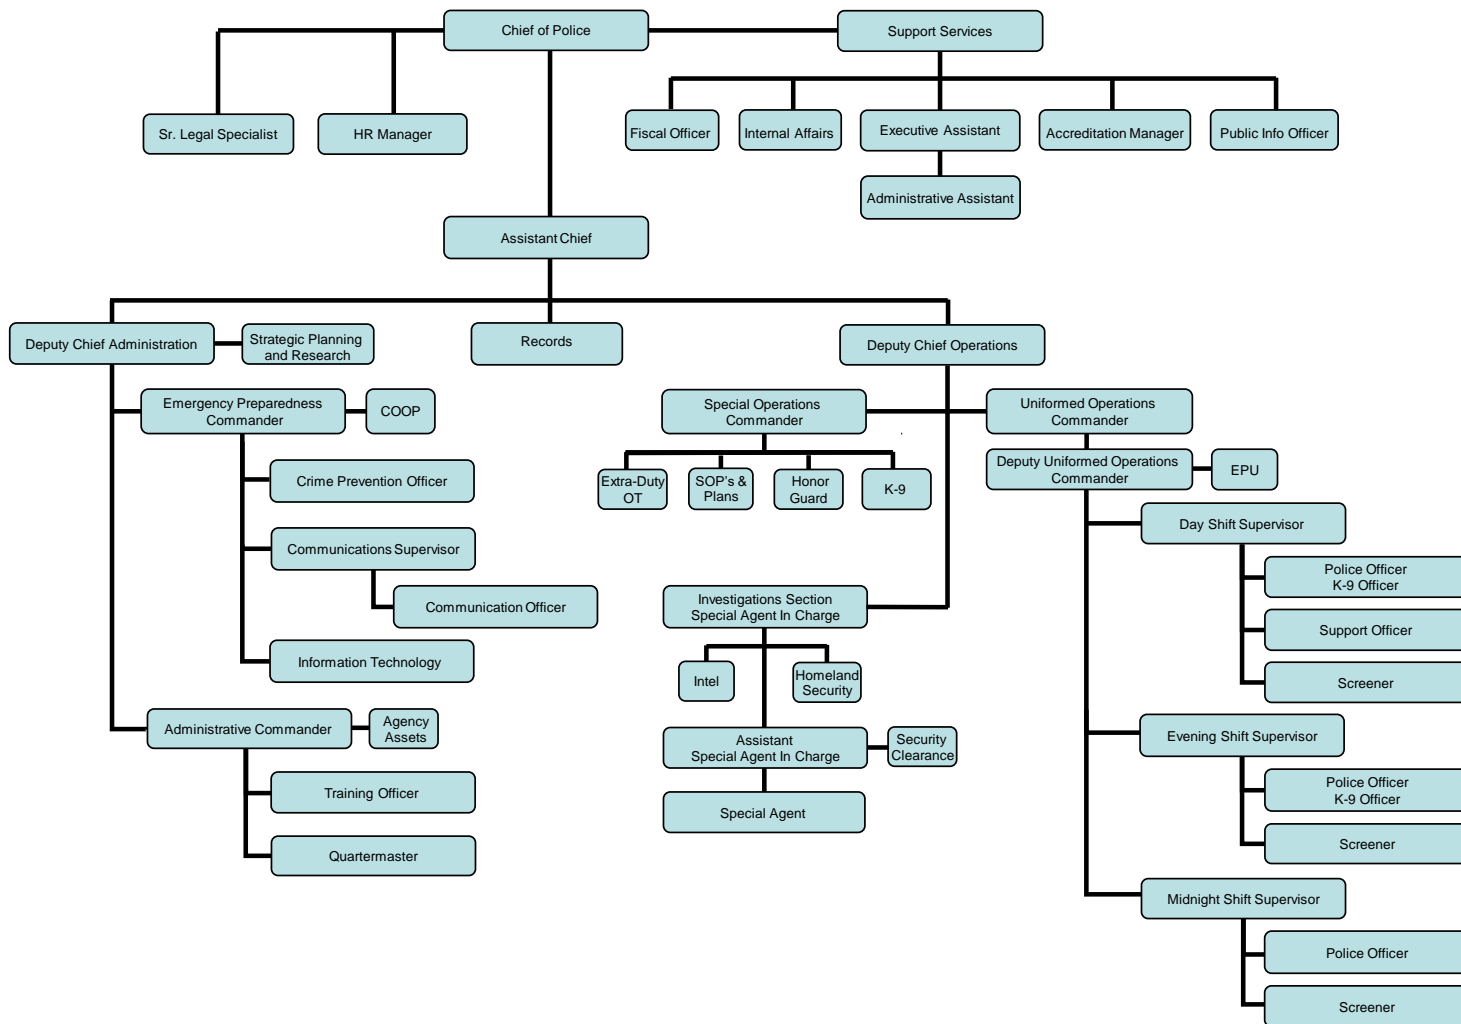 Chief of Police
Support Services
Sr. Legal Specialist
HR Manager
Fiscal Officer
Internal Affairs
Executive Assistant
Accreditation Manager
Public Info Officer
Administrative Assistant
Assistant Chief
Deputy Chief Administration
Strategic Planning
and Research
Records
Deputy Chief Operations
Emergency Preparedness
Commander
COOP
Crime Prevention Officer
Communications Supervisor
Communication Officer
Information Technology
Administrative Commander
Agency
Assets
Training Officer
Quartermaster
Special Operations
Commander
Extra-Duty
OT
SOP's &
Plans
Honor
Guard
K-9
Investigations Section
Special Agent In Charge
Intel
Homeland
Security
Assistant
Special Agent In Charge
Security
Clearance
Special Agent
Uniformed Operations
Commander
Deputy Uniformed Operations
Commander
EPU
Day Shift Supervisor
Police Officer
K-9 Officer
Support Officer
Screener
Evening Shift Supervisor
Police Officer
K-9 Officer
Screener
Midnight Shift Supervisor
Police Officer
Screener